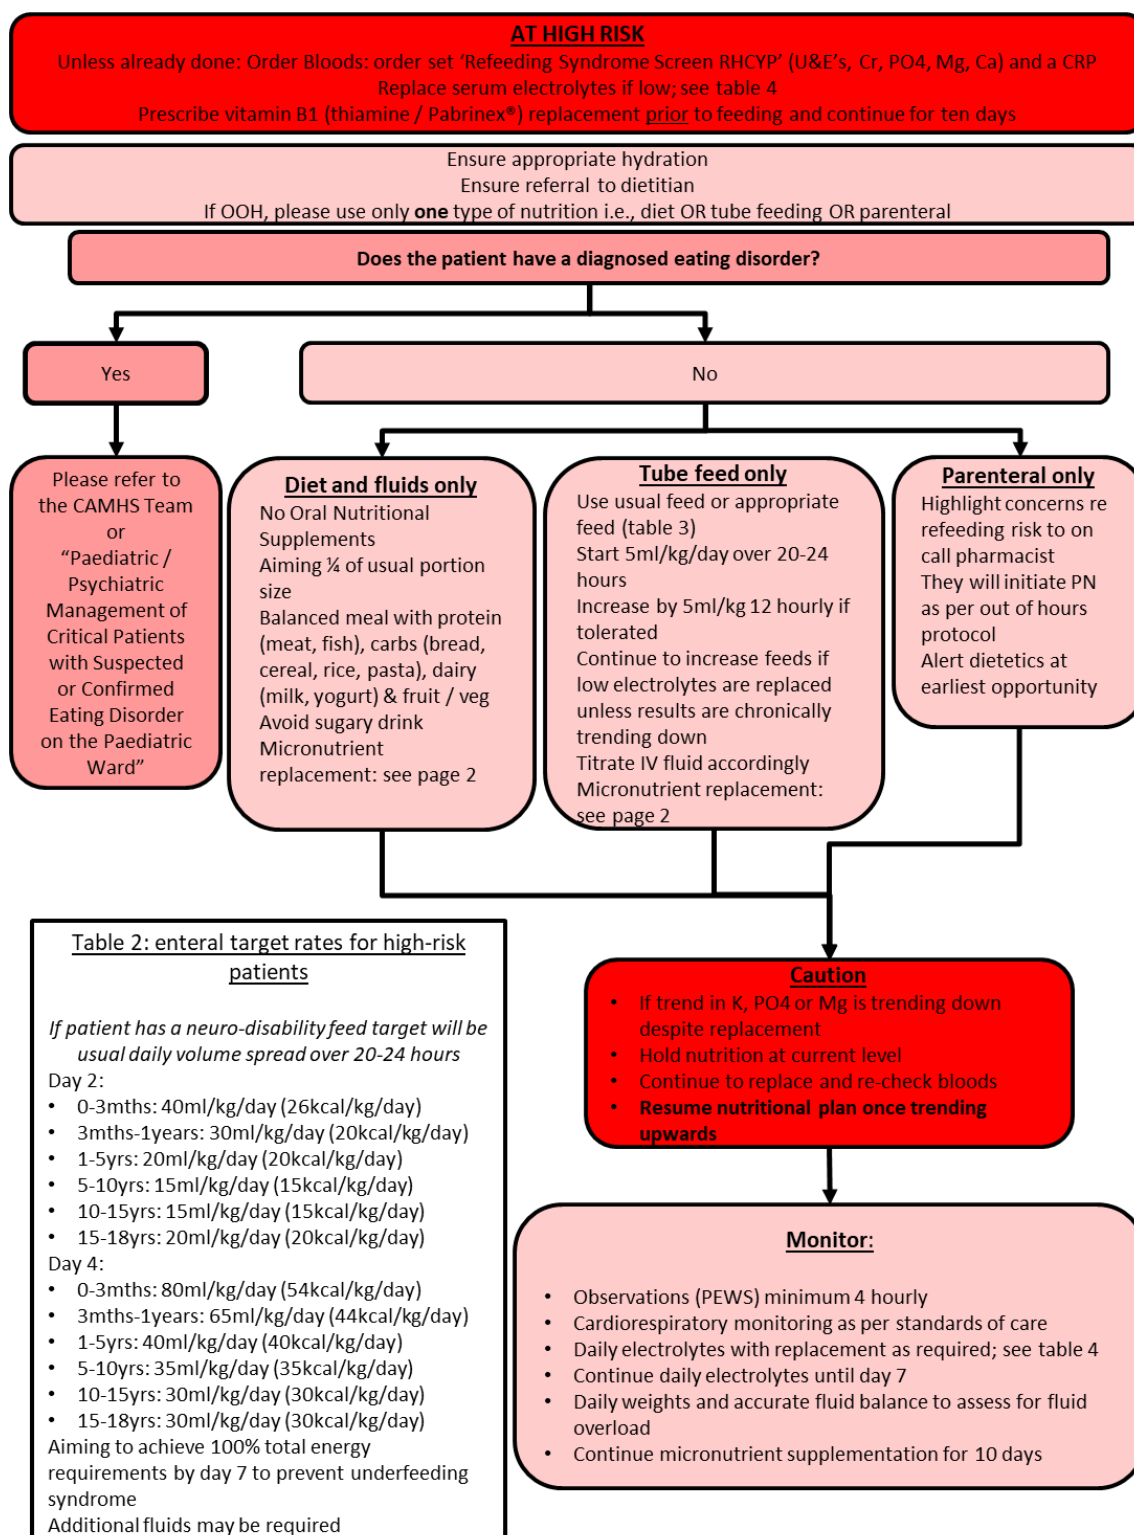 AT HIGH RISK
Unless already done: Order Bloods: order set ‘Refeeding Syndrome Screen RHCYP’ (U&E’s, Cr, PO4, Mg, Ca) and a CRP
Replace serum electrolytes if low; see table 4
Prescribe vitamin B1 (thiamine / Pabrinex®) replacement prior to feeding and continue for ten days
Ensure appropriate hydration
Ensure referral to dietitian
If OOH, please use only one type of nutrition i.e., diet OR tube feeding OR parenteral
Does the patient have a diagnosed eating disorder?
Yes
No
Please refer to
the CAMHS Team
or
“Paediatric /
Psychiatric
Management of
Critical Patients
with Suspected
or Confirmed
Eating Disorder
on the Paediatric
Ward”
Diet and fluids only
No Oral Nutritional
Supplements
Aiming ¼ of usual portion
size
Balanced meal with protein
(meat, fish), carbs (bread,
cereal, rice, pasta), dairy
(milk, yogurt) & fruit / veg
Avoid sugary drink
Micronutrient
replacement: see page 2
Tube feed only
Use usual feed or appropriate
feed (table 3)
Start 5ml/kg/day over 20-24
hours
Increase by 5ml/kg 12 hourly if
tolerated
Continue to increase feeds if
low electrolytes are replaced
unless results are chronically
trending down
Titrate IV fluid accordingly
Micronutrient replacement:
see page 2
Parenteral only
Highlight concerns re
refeeding risk to on
call pharmacist
They will initiate PN
as per out of hours
protocol
Alert dietetics at
earliest opportunity
Table 2: enteral target rates for high-risk
patients
If patient has a neuro-disability feed target will be
usual daily volume spread over 20-24 hours
Day 2:
• 0-3mths: 40ml/kg/day (26kcal/kg/day)
• 3mths-1years: 30ml/kg/day (20kcal/kg/day)
• 1-5yrs: 20ml/kg/day (20kcal/kg/day)
• 5-10yrs: 15ml/kg/day (15kcal/kg/day)
• 10-15yrs: 15ml/kg/day (15kcal/kg/day)
• 15-18yrs: 20ml/kg/day (20kcal/kg/day)
Day 4:
• 0-3mths: 80ml/kg/day (54kcal/kg/day)
• 3mths-1years: 65ml/kg/day (44kcal/kg/day)
• 1-5yrs: 40ml/kg/day (40kcal/kg/day)
• 5-10yrs: 35ml/kg/day (35kcal/kg/day)
• 10-15yrs: 30ml/kg/day (30kcal/kg/day)
• 15-18yrs: 30ml/kg/day (30kcal/kg/day)
Aiming to achieve 100% total energy
requirements by day 7 to prevent underfeeding
syndrome
Additional fluids may be required
Caution
• If trend in K, PO4 or Mg is trending down
despite replacement
• Hold nutrition at current level
• Continue to replace and re-check bloods
• Resume nutritional plan once trending
upwards
Monitor:
• Observations (PEWS) minimum 4 hourly
• Cardiorespiratory monitoring as per standards of care
• Daily electrolytes with replacement as required; see table 4
• Continue daily electrolytes until day 7
• Daily weights and accurate fluid balance to assess for fluid
overload
• Continue micronutrient supplementation for 10 days